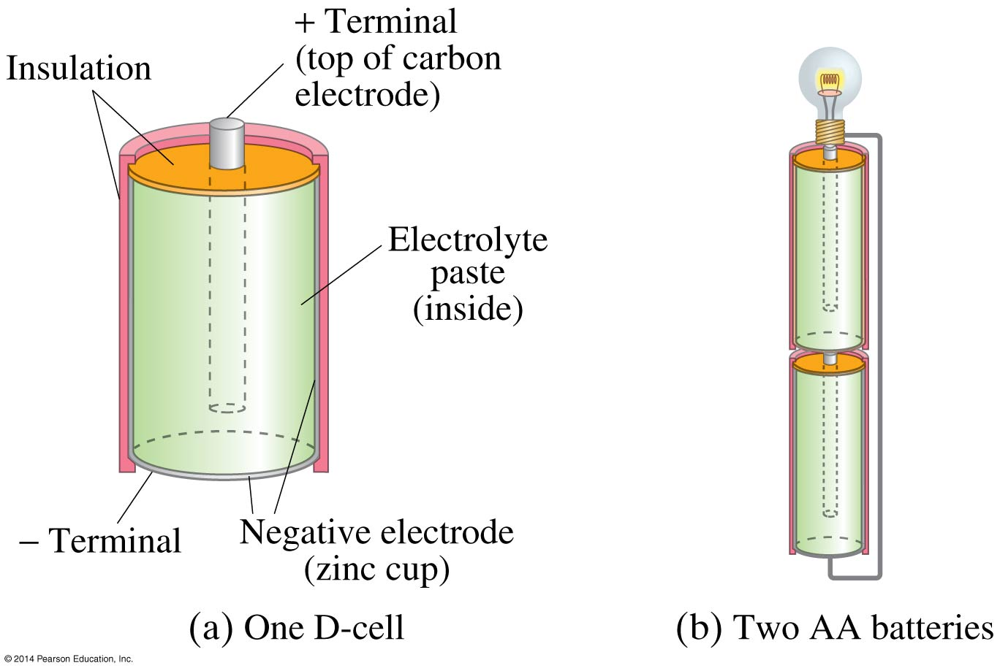 + Terminal
(top of carbon
electrode)
Insulation
Electrolyte
paste
(inside)
– Terminal
Negative electrode
(zinc cup)
(a) One D-cell
(b) Two AA batteries
© 2014 Pearson Education, Inc.